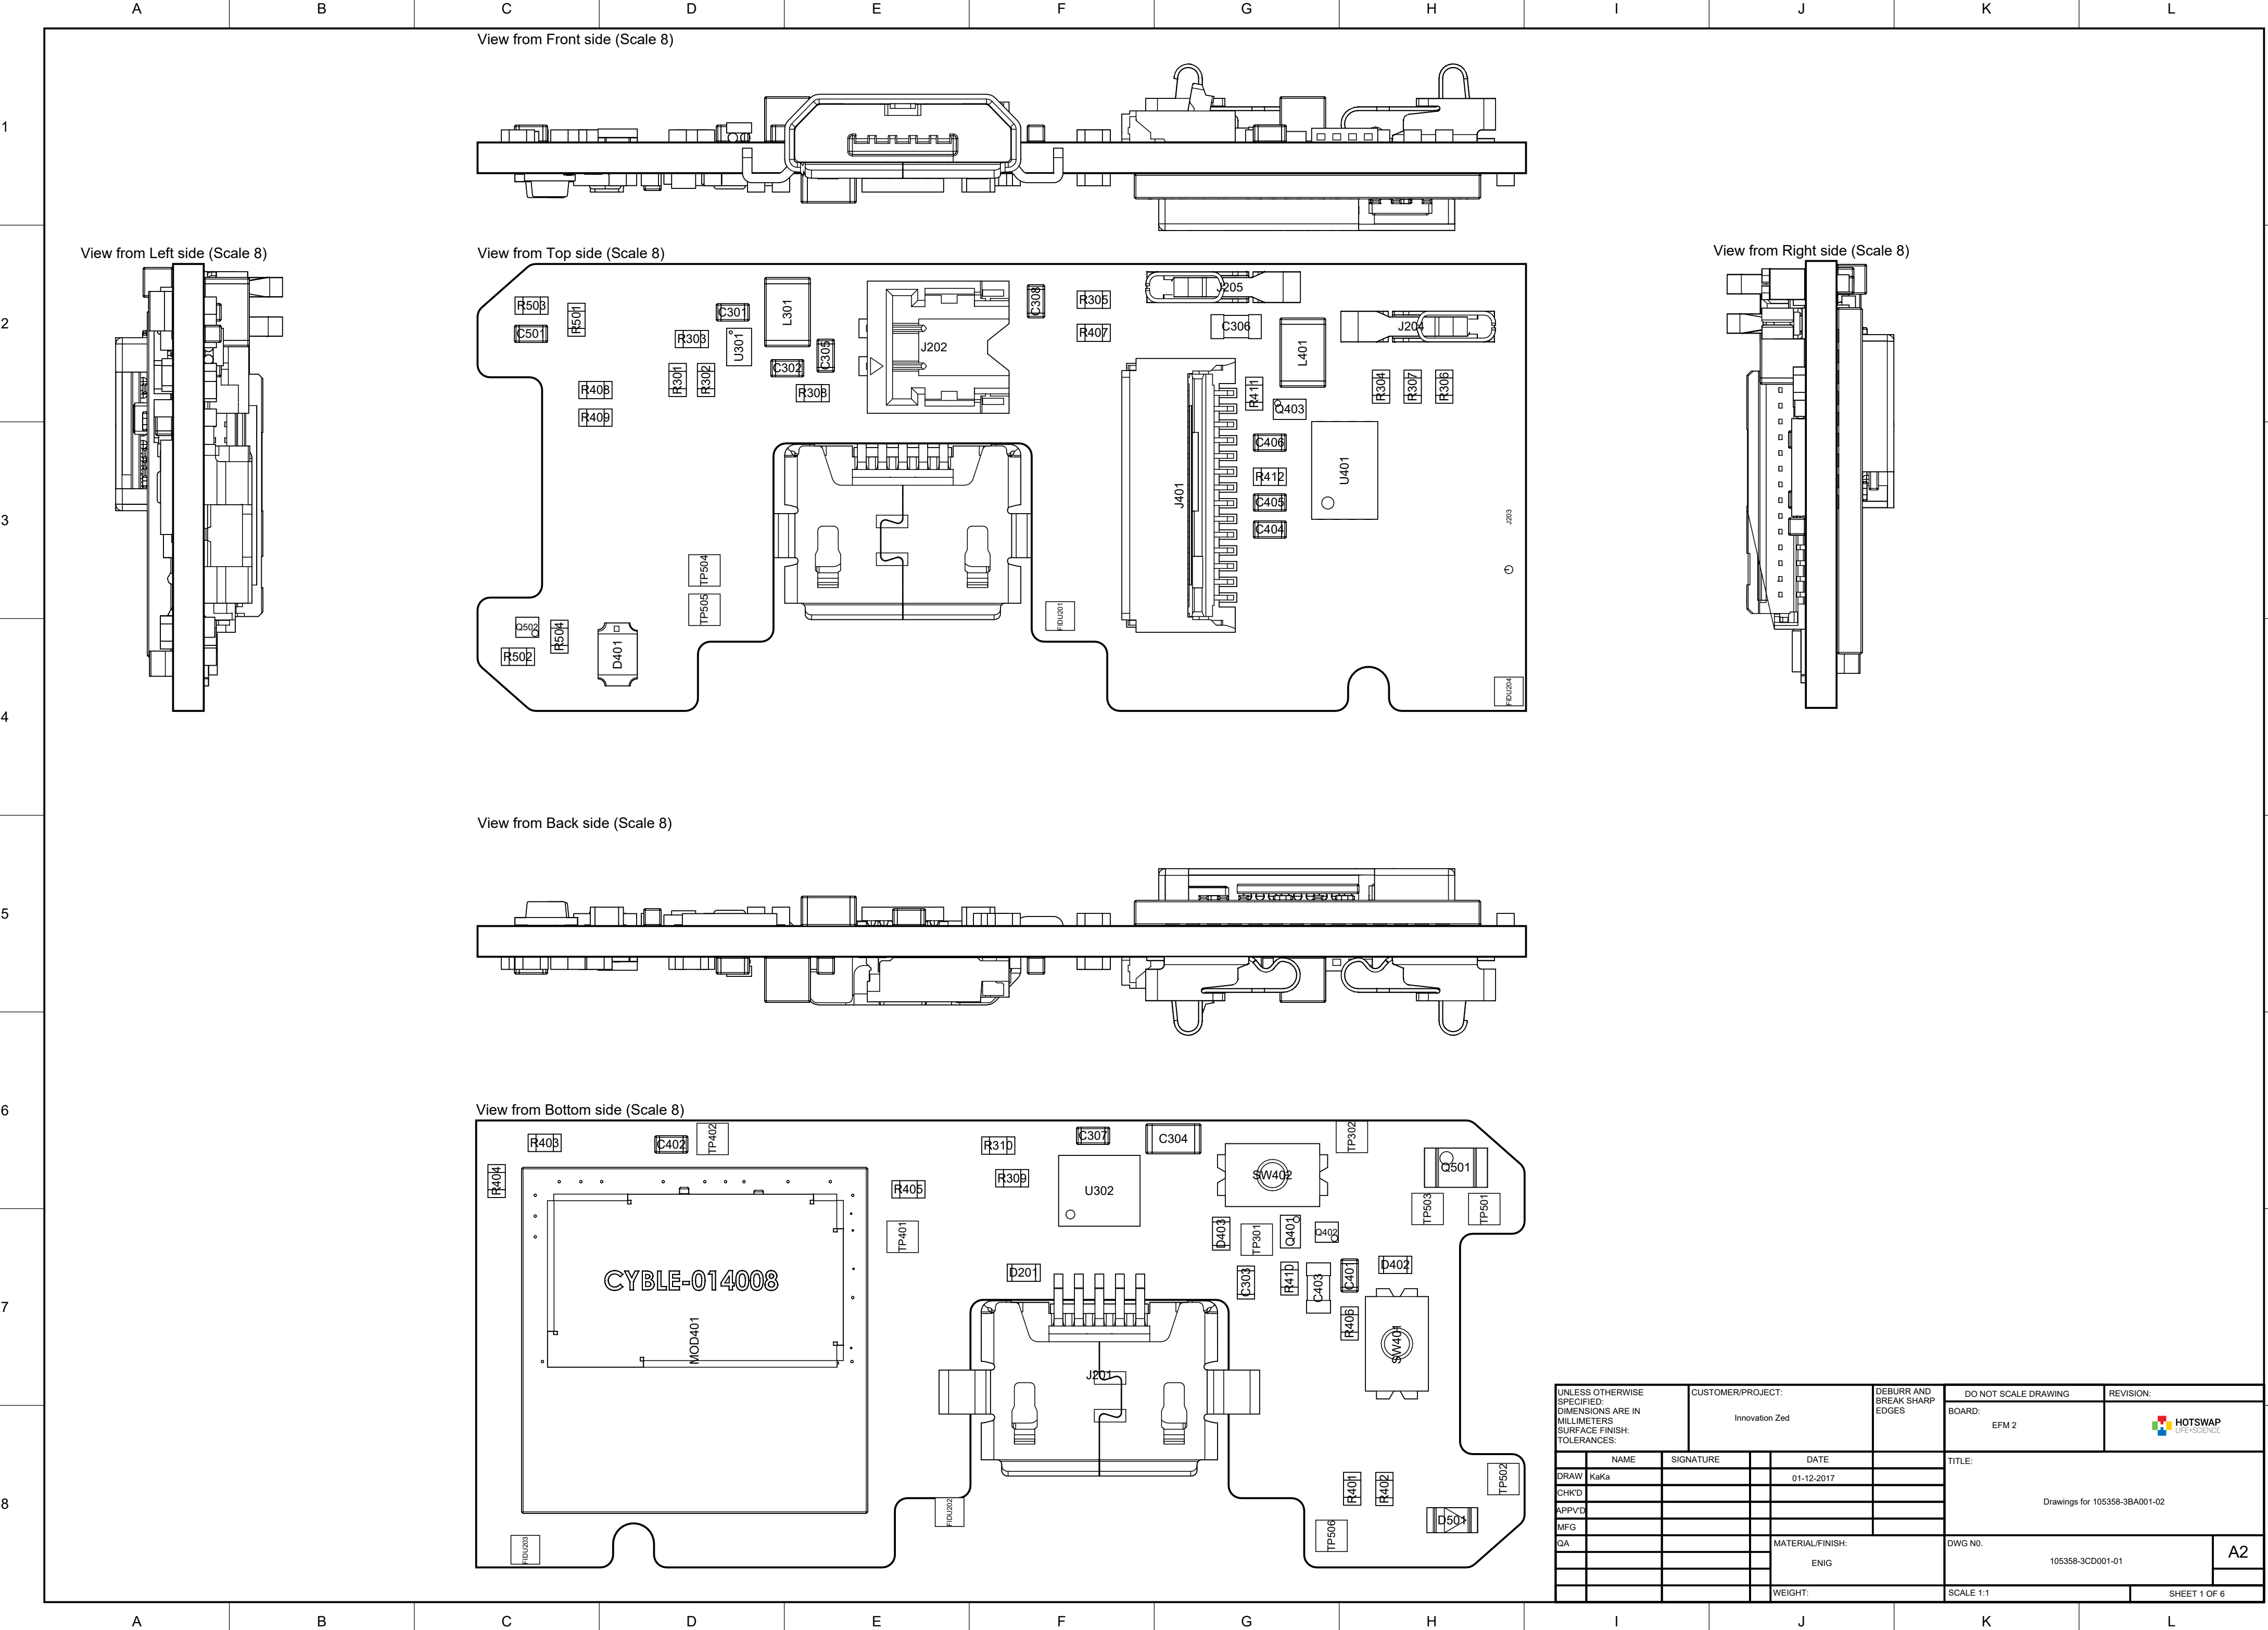 A B C D E F G H I J K L
View from Front side (Scale 8)
1
View from Left side (Scale 8)
View from Top side (Scale 8)
View from Right side (Scale 8)
2
R503
C501
R501
R303
C301
U301
L301
C302
C305
R308
R301
R302
R408
R409
J202
C308
R305
R407
J205
C306
L401
J204
R411
Q403
R304
R307
R306
C406
R412
C405
C404
U401
J401
J203
3
TP504
TP505
Q502
R504
R502
D401
FIDU201
FIDU204
4
View from Back side (Scale 8)
5
View from Bottom side (Scale 8)
6
R403
C402
TP402
R404
R310
C307
C304
TP302
R309
U302
SW402
Q501
R405
TP503
TP501
TP401
D403
TP301
Q401
Q402
CYBLE-014008
MOD401
D201
C303
R410
C403
C401
D402
R406
SW401
7
J201
R401
R402
TP502
FIDU202
FIDU203
TP506
D501
8
UNLESS OTHERWISE
SPECIFIED:
DIMENSIONS ARE IN
MILLIMETERS
SURFACE FINISH:
TOLERANCES:
CUSTOMER/PROJECT:
Innovation Zed
DEBURR AND
BREAK SHARP
EDGES
DO NOT SCALE DRAWING
REVISION:
BOARD:
EFM 2
HOTSWAP
LIFE+SCIENCE
NAME SIGNATURE DATE
TITLE:
DRAW KaKa 01-12-2017
CHK'D
APPV'D
MFG
QA
Drawings for 105358-3BA001-02
MATERIAL/FINISH:
ENIG
DWG N0.
105358-3CD001-01
A2
WEIGHT:
SCALE 1:1
SHEET 1 OF 6
A B C D E F G H I J K L